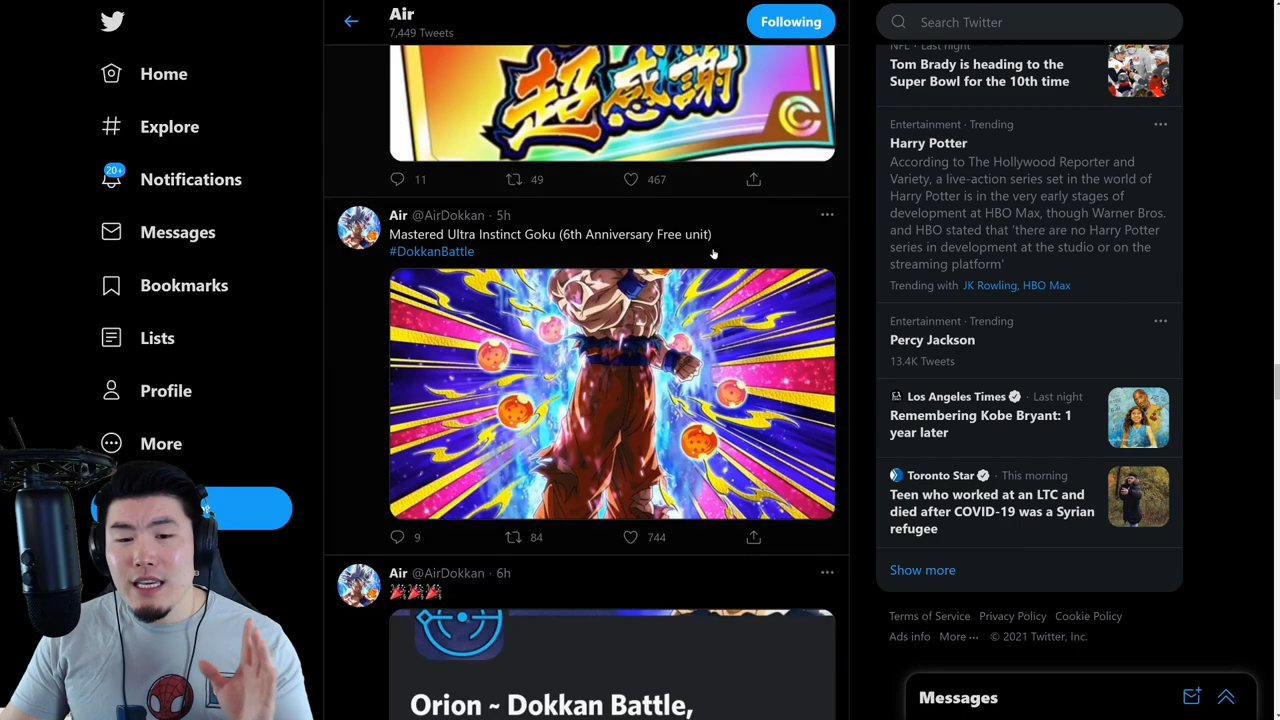 Air
7,449 Tweets
Following
Search Twitter
Home
Explore
20+
Notifications
Messages
Bookmarks
Lists
Profile
More
超感謝
C
11
49
467
Air @AirDokkan · 5h
Mastered Ultra Instinct Goku (6th Anniversary Free unit)
#DokkanBattle
9
84
744
Air @AirDokkan · 6h
Orion ~ Dokkan Battle,
NFL · Last night
Tom Brady is heading to the
Super Bowl for the 10th time
Entertainment · Trending
Harry Potter
According to The Hollywood Reporter and
Variety, a live-action series set in the world of
Harry Potter is in the very early stages of
development at HBO Max, though Warner Bros.
and HBO stated that ‘there are no Harry Potter
series in development at the studio or on the
streaming platform’
Trending with JK Rowling, HBO Max
Entertainment · Trending
Percy Jackson
13.4K Tweets
Los Angeles Times · Last night
Remembering Kobe Bryant: 1
year later
Toronto Star · This morning
Teen who worked at an LTC and
died after COVID-19 was a Syrian
refugee
Show more
Terms of Service Privacy Policy Cookie Policy
Ads info More ··· © 2021 Twitter, Inc.
Messages